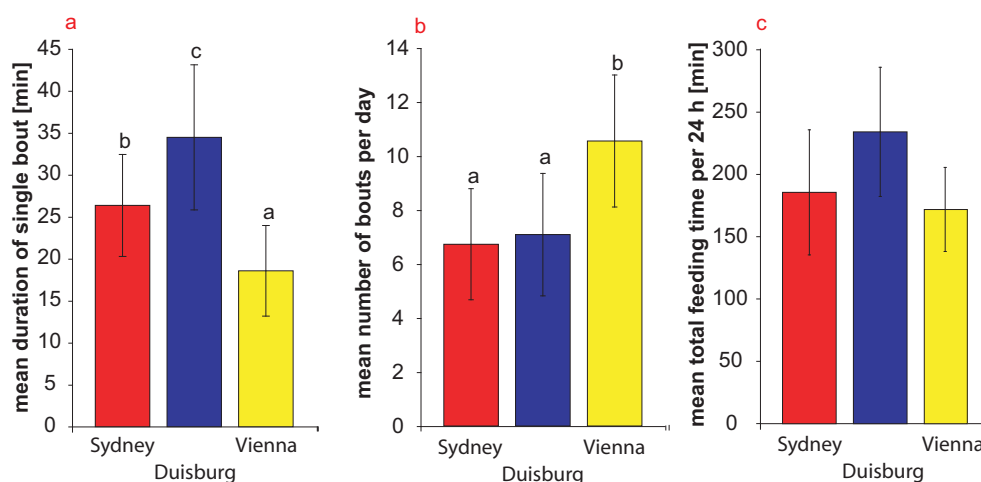 a
mean duration of single bout [min]
45
40
35
30
25
20
15
10
5
0
b
c
a
Sydney
Vienna
Duisburg
b
mean number of bouts per day
14
12
10
8
6
4
2
0
a
a
b
Sydney
Vienna
Duisburg
c
mean total feeding time per 24 h [min]
300
250
200
150
100
50
0
Sydney
Vienna
Duisburg